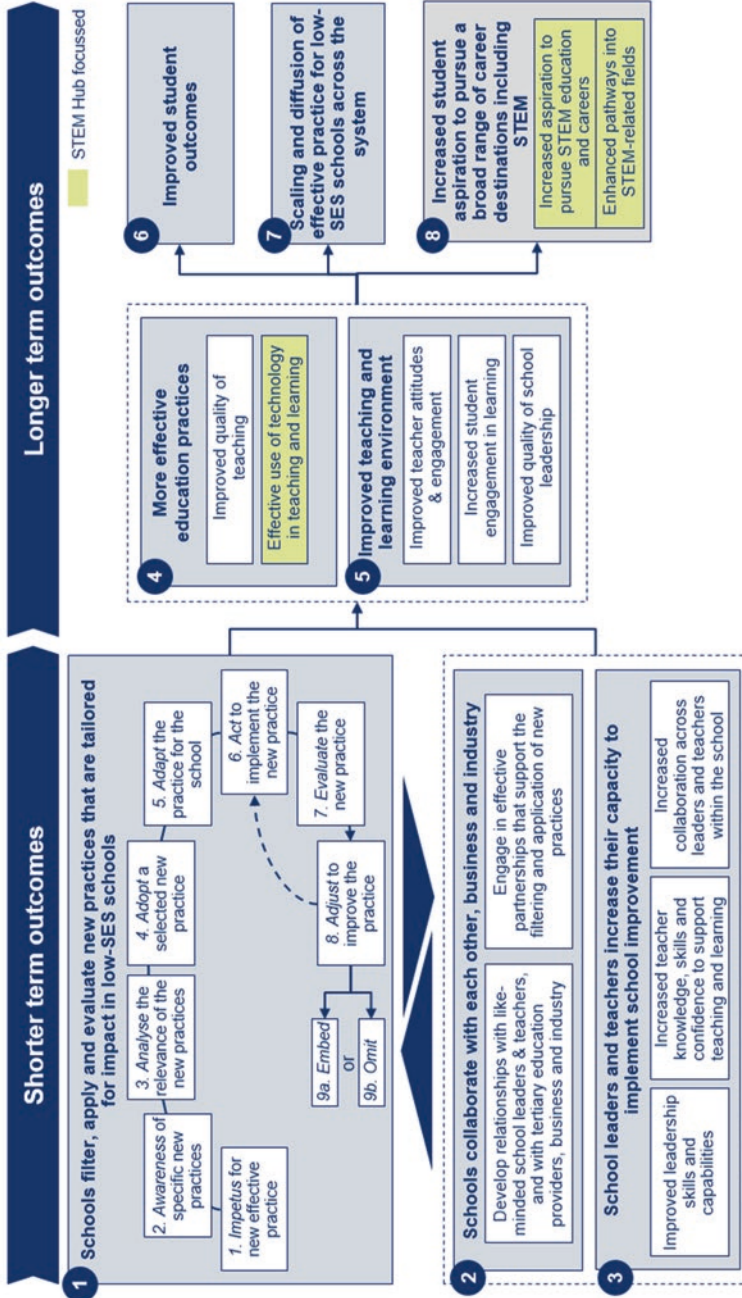 Shorter term outcomes
Longer term outcomes
STEM Hub focussed
1
Schools filter, apply and evaluate new practices that are tailored
for impact in low-SES schools
1. Impetus for
new effective
practice
2. Awareness of
specific new
practices
3. Analyse the
relevance of the
new practices
4. Adopt a
selected new
practice
5. Adapt the
practice for the
school
6. Act to
implement the
new practice
7. Evaluate the
new practice
8. Adjust to
improve the
practice
9a. Embed
or
9b. Omit
2
Schools collaborate with each other, business and industry
Develop relationships with like-
minded school leaders & teachers,
and with tertiary education
providers, business and industry
Engage in effective
partnerships that support the
filtering and application of new
practices
3
School leaders and teachers increase their capacity to
implement school improvement
Improved leadership
skills and
capabilities
Increased teacher
knowledge, skills and
confidence to support
teaching and learning
Increased
collaboration across
leaders and teachers
within the school
4
More effective
education practices
Improved quality of
teaching
Effective use of technology
in teaching and learning
5
Improved teaching and
learning environment
Improved teacher attitudes
& engagement
Increased student
engagement in learning
Improved quality of school
leadership
6
Improved student
outcomes
7
Scaling and diffusion of
effective practice for low-
SES schools across the
system
8
Increased student
aspiration to pursue a
broad range of career
destinations including
STEM
Increased aspiration to
pursue STEM education
and careers
Enhanced pathways into
STEM-related fields